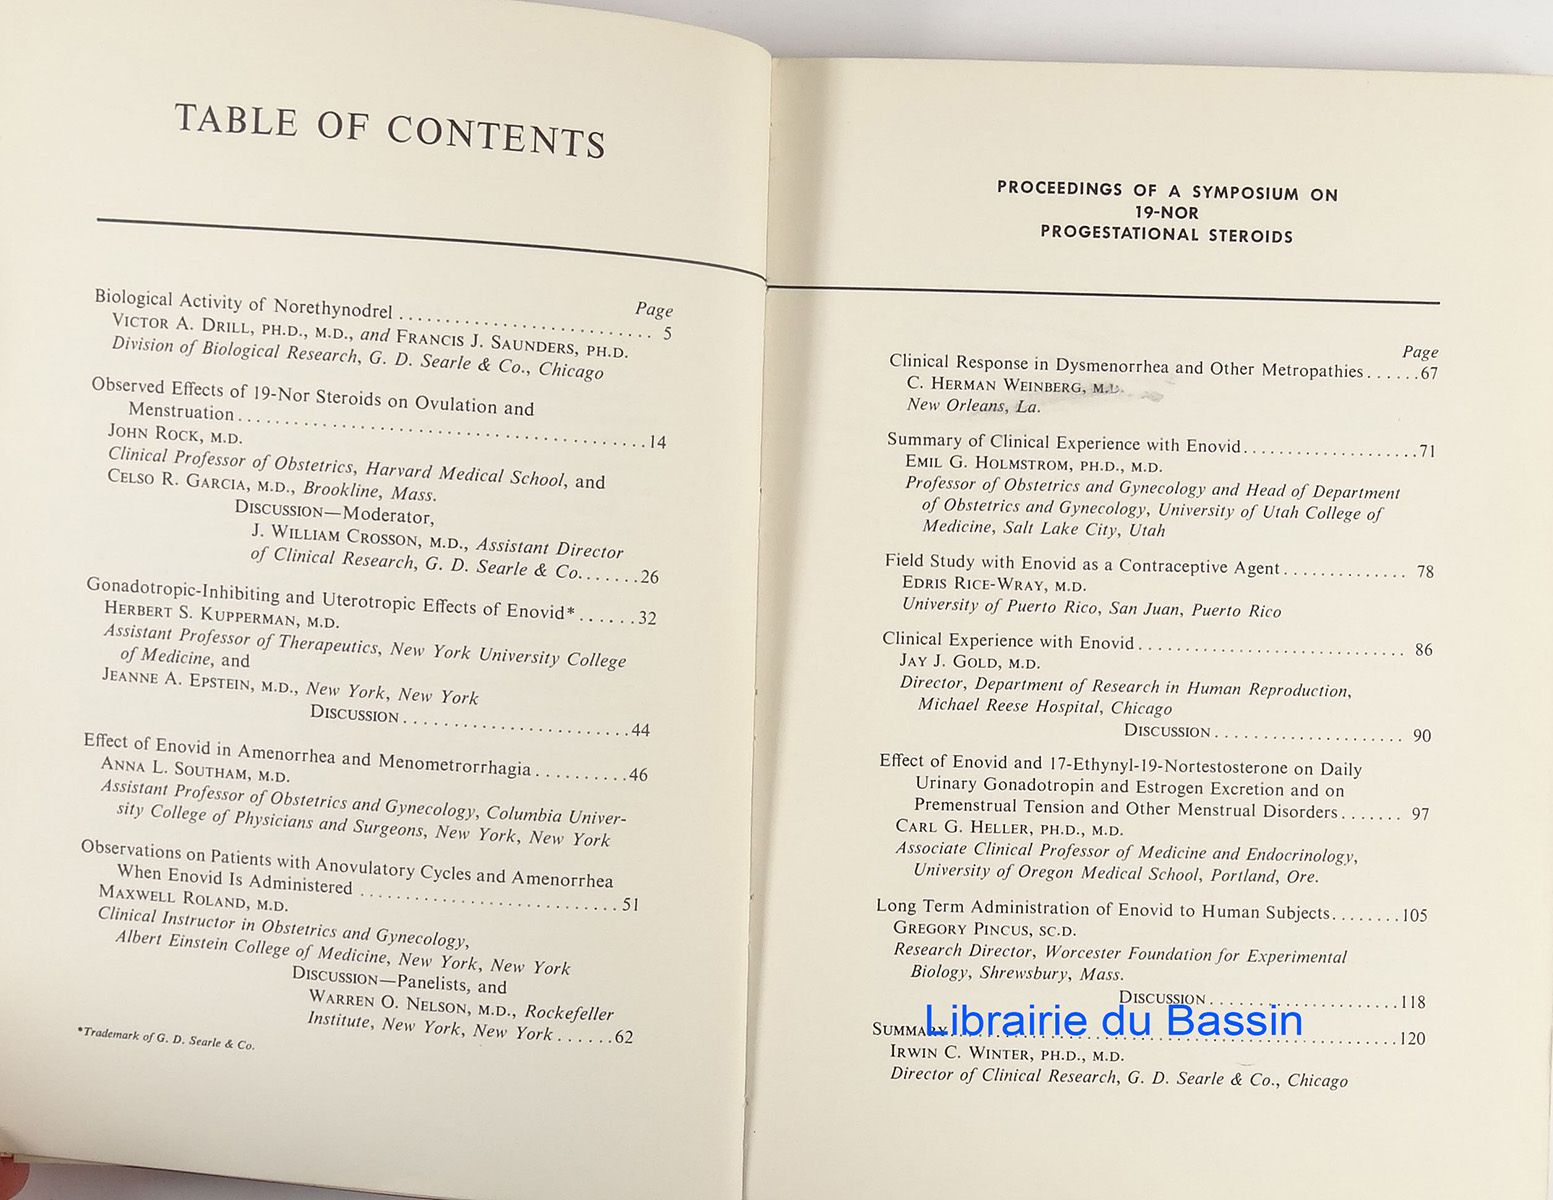 TABLE OF CONTENTS
Page
Biological Activity of Norethynodrel . . . . . . . . . . . . . . . . . . . . . . . . . . . 5
VICTOR A. DRILL, PH.D., M.D., and FRANCIS J. SAUNDERS, PH.D.
Division of Biological Research, G. D. Searle & Co., Chicago
Observed Effects of 19-Nor Steroids on Ovulation and
Menstruation . . . . . . . . . . . . . . . . . . . . . . . . . . . . . . . . . . . . . . . . . 14
JOHN ROCK, M.D.
Clinical Professor of Obstetrics, Harvard Medical School, and
CELSO R. GARCIA, M.D., Brookline, Mass.
DISCUSSION—Moderator,
J. WILLIAM CROSSON, M.D., Assistant Director
of Clinical Research, G. D. Searle & Co. . . . . . . 26
Gonadotropic-Inhibiting and Uterotropic Effects of Enovid* . . . . . . 32
HERBERT S. KUPPERMAN, M.D.
Assistant Professor of Therapeutics, New York University College
of Medicine, and
JEANNE A. EPSTEIN, M.D., New York, New York
DISCUSSION . . . . . . . . . . . . . . . . . . . . . . . 44
Effect of Enovid in Amenorrhea and Menometrorrhagia . . . . . . . . . . 46
ANNA L. SOUTHAM, M.D.
Assistant Professor of Obstetrics and Gynecology, Columbia Univer-
sity College of Physicians and Surgeons, New York, New York
Observations on Patients with Anovulatory Cycles and Amenorrhea
When Enovid Is Administered . . . . . . . . . . . . . . . . . . . . . . . . . . . . 51
MAXWELL ROLAND, M.D.
Clinical Instructor in Obstetrics and Gynecology,
Albert Einstein College of Medicine, New York, New York
DISCUSSION—Panelists, and
WARREN O. NELSON, M.D., Rockefeller
Institute, New York, New York . . . . . . 62
*Trademark of G. D. Searle & Co.
PROCEEDINGS OF A SYMPOSIUM ON
19-NOR
PROGESTATIONAL STEROIDS
Page
Clinical Response in Dysmenorrhea and Other Metropathies . . . . . . 67
C. HERMAN WEINBERG, M.D.
New Orleans, La.
Summary of Clinical Experience with Enovid . . . . . . . . . . . . . . . . . . . . 71
EMIL G. HOLMSTROM, PH.D., M.D.
Professor of Obstetrics and Gynecology and Head of Department
of Obstetrics and Gynecology, University of Utah College of
Medicine, Salt Lake City, Utah
Field Study with Enovid as a Contraceptive Agent . . . . . . . . . . . . . . 78
EDRIS RICE-WRAY, M.D.
University of Puerto Rico, San Juan, Puerto Rico
Clinical Experience with Enovid . . . . . . . . . . . . . . . . . . . . . . . . . . . . . . 86
JAY J. GOLD, M.D.
Director, Department of Research in Human Reproduction,
Michael Reese Hospital, Chicago
DISCUSSION . . . . . . . . . . . . . . . . . . . . . 90
Effect of Enovid and 17-Ethynyl-19-Nortestosterone on Daily
Urinary Gonadotropin and Estrogen Excretion and on
Premenstrual Tension and Other Menstrual Disorders . . . . . . . 97
CARL G. HELLER, PH.D., M.D.
Associate Clinical Professor of Medicine and Endocrinology,
University of Oregon Medical School, Portland, Ore.
Long Term Administration of Enovid to Human Subjects . . . . . . . . 105
GREGORY PINCUS, SC.D.
Research Director, Worcester Foundation for Experimental
Biology, Shrewsbury, Mass.
DISCUSSION . . . . . . . . . . . . . . . . . . . . . 118
Librairie du Bassin
SUMMARY . . . . . . . . . . . . . . . . . . . . . . . . . . . . . . . . . . . . . . . . . . . . . . . . . . 120
IRWIN C. WINTER, PH.D., M.D.
Director of Clinical Research, G. D. Searle & Co., Chicago